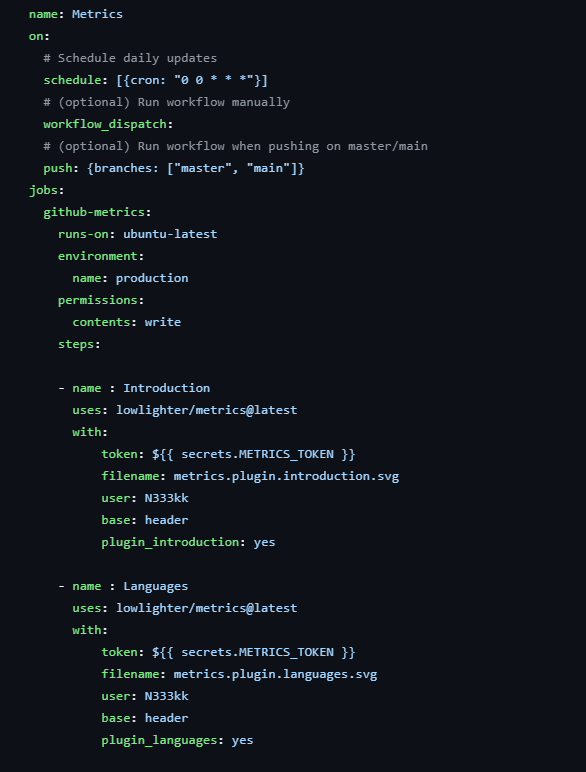 name: Metrics
on:
  # Schedule daily updates
  schedule: [{cron: "0 0 * * *"}]
  # (optional) Run workflow manually
  workflow_dispatch:
  # (optional) Run workflow when pushing on master/main
  push: {branches: ["master", "main"]}
jobs:
  github-metrics:
    runs-on: ubuntu-latest
    environment:
      name: production
    permissions:
      contents: write
    steps:

    - name : Introduction
      uses: lowlighter/metrics@latest
      with:
          token: ${{ secrets.METRICS_TOKEN }}
          filename: metrics.plugin.introduction.svg
          user: N333kk
          base: header
          plugin_introduction: yes

    - name : Languages
      uses: lowlighter/metrics@latest
      with:
          token: ${{ secrets.METRICS_TOKEN }}
          filename: metrics.plugin.languages.svg
          user: N333kk
          base: header
          plugin_languages: yes